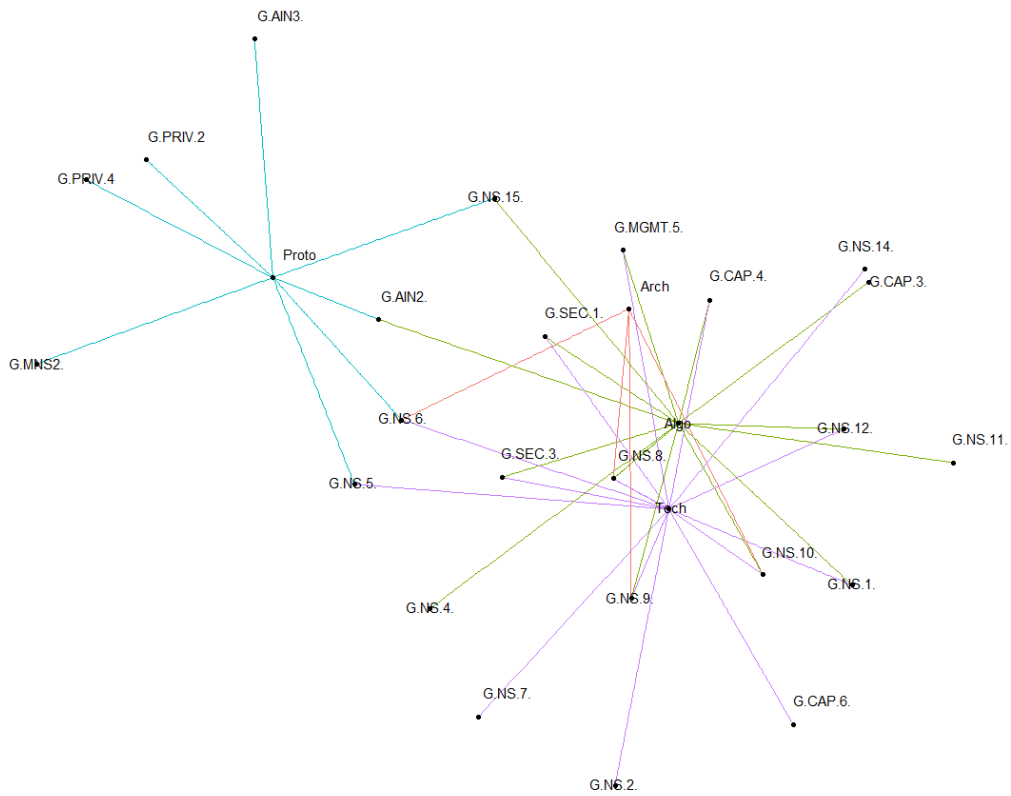 G.AIN3.
G.PRIV.2
G.PRIV.4
G.NS.15.
G.MGMT.5.
G.NS.14.
Proto
G.CAP.4.
G.CAP.3.
Arch
G.AIN2.
G.SEC.1.
G.MNS2.
G.NS.6.
Algo
G.NS.12.
G.NS.11.
G.SEC.3.
G.NS.8.
G.NS.5.
Tech
G.NS.10.
G.NS.1.
G.NS.9.
G.NS.4.
G.NS.7.
G.CAP.6.
G.NS.2.